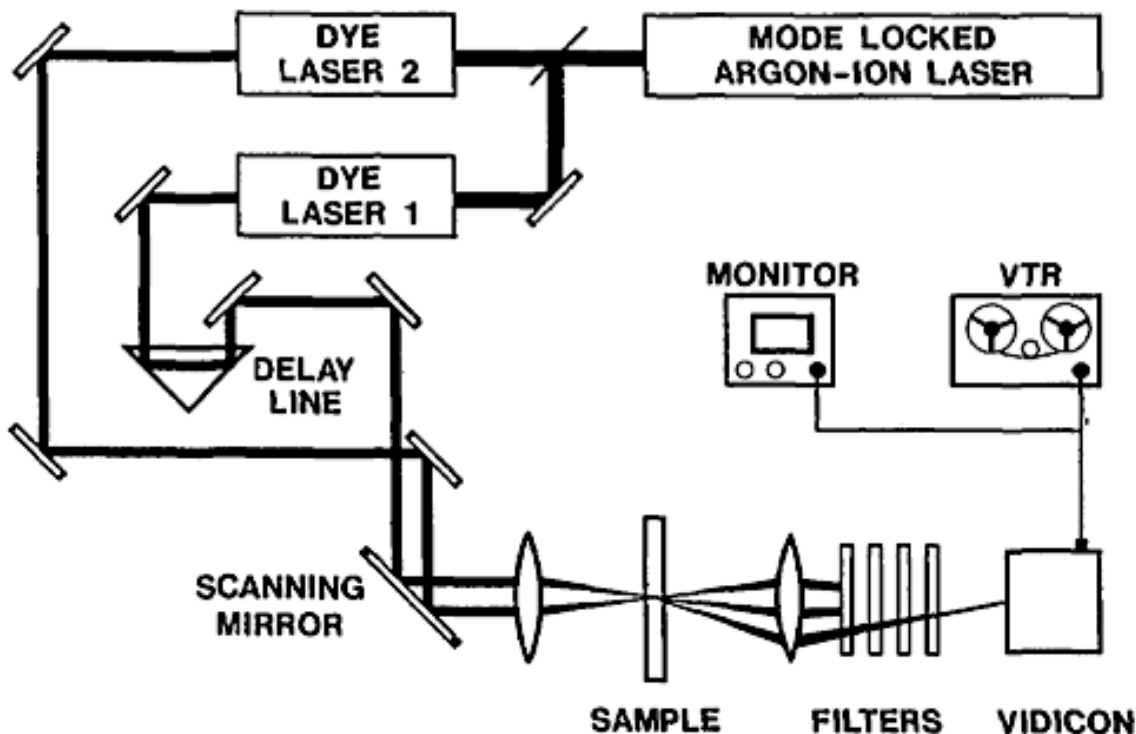 DYE
LASER 2
MODE LOCKED
ARGON-ION LASER
DYE
LASER 1
MONITOR
VTR
DELAY
LINE
SCANNING
MIRROR
SAMPLE
FILTERS
VIDICON